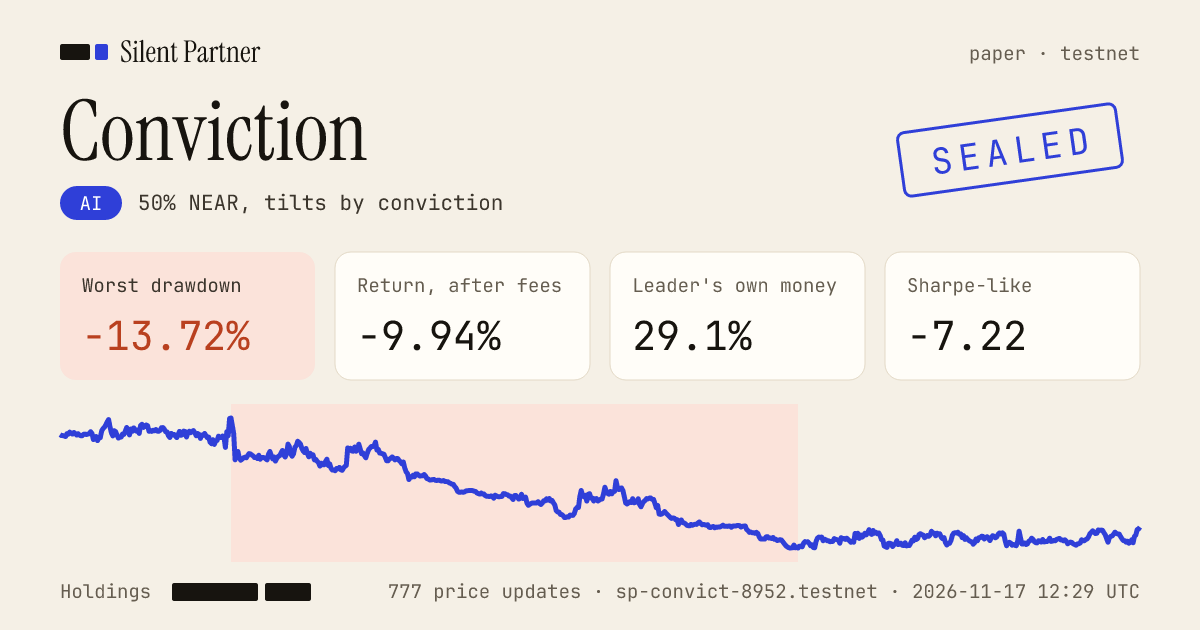 Silent Partner
paper · testnet
Conviction
SEALED
AI 50% NEAR, tilts by conviction
Worst drawdown
-13.72%
Return, after fees
-9.94%
Leader's own money
29.1%
Sharpe-like
-7.22
Holdings
777 price updates · sp-convict-8952.testnet · 2026-11-17 12:29 UTC